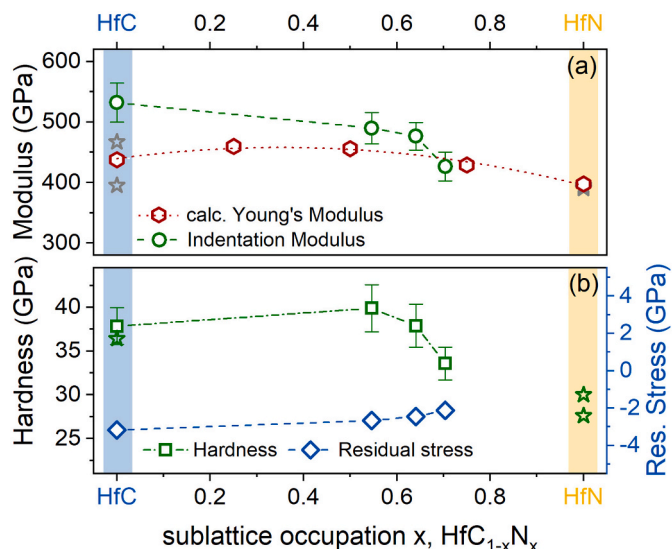 HfC 0.2 0.4 0.6 0.8 HfN
600
500
400
300
Modulus (GPa)
(a)
calc. Young's Modulus
Indentation Modulus
40
35
30
25
Hardness (GPa)
(b)
4
2
0
-2
-4
Res. Stress (GPa)
Hardness Residual stress
HfC 0.2 0.4 0.6 0.8 HfN
sublattice occupation x, HfC1-xNx